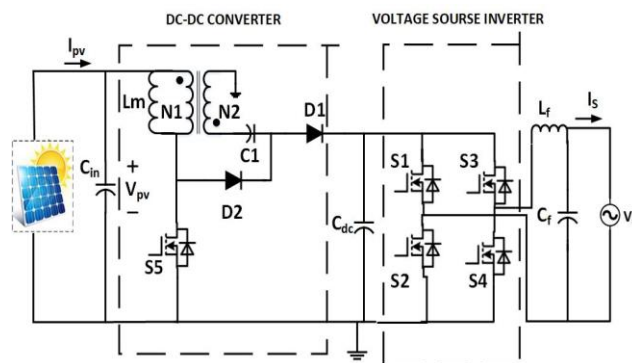 DC-DC CONVERTER
VOLTAGE SOURSE INVERTER
Ipv
Lm
N1
N2
D1
Lf
Is
C1
S1
S3
Cin
+
Vpv
−
D2
Cdc
Cf
V
S5
S2
S4